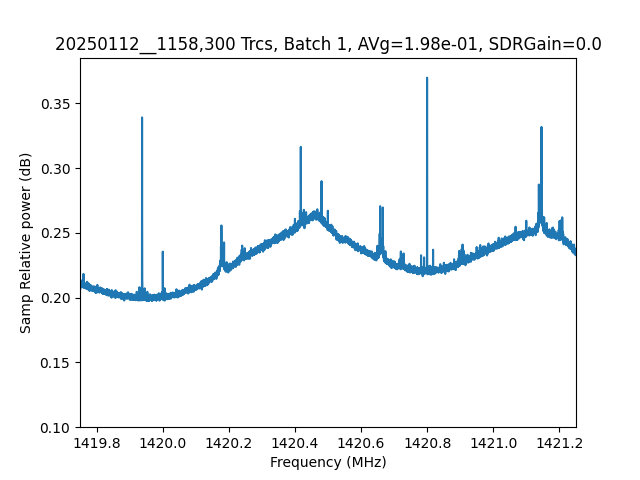 20250112__1158,300 Trcs, Batch 1, AVg=1.98e-01, SDRGain=0.0
0.35
0.30
0.25
0.20
0.15
0.10
Samp Relative power (dB)
1419.8 1420.0 1420.2 1420.4 1420.6 1420.8 1421.0 1421.2
Frequency (MHz)